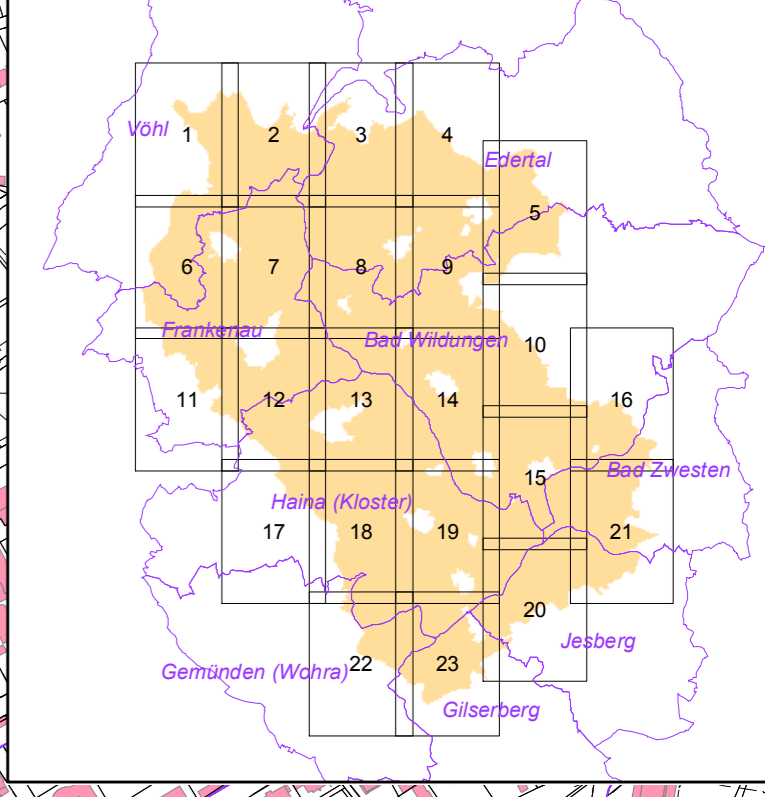 Vöhl
1
2
3
4
Edertal
5
6
7
8
9
Frankenau
Bad Wildungen
10
11
12
13
14
16
15
Bad Zwesten
Haina (Kloster)
17
18
19
21
20
Jesberg
Gemünden (Wohra)
22
23
Gilserberg